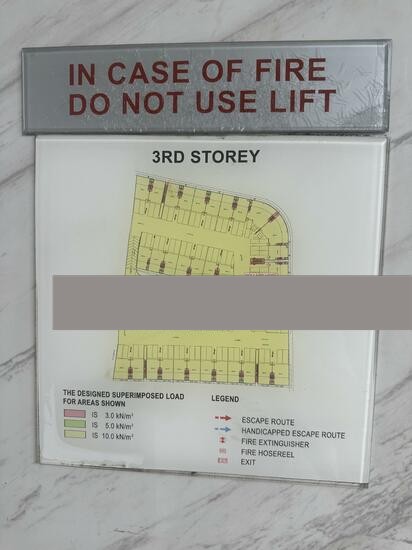 IN CASE OF FIRE
DO NOT USE LIFT
3RD STOREY
THE DESIGNED SUPERIMPOSED LOAD
FOR AREAS SHOWN
IS 3.0 kN/m²
IS 5.0 kN/m²
IS 10.0 kN/m²
LEGEND
ESCAPE ROUTE
HANDICAPPED ESCAPE ROUTE
FIRE EXTINGUISHER
FIRE HOSEREEL
EXIT